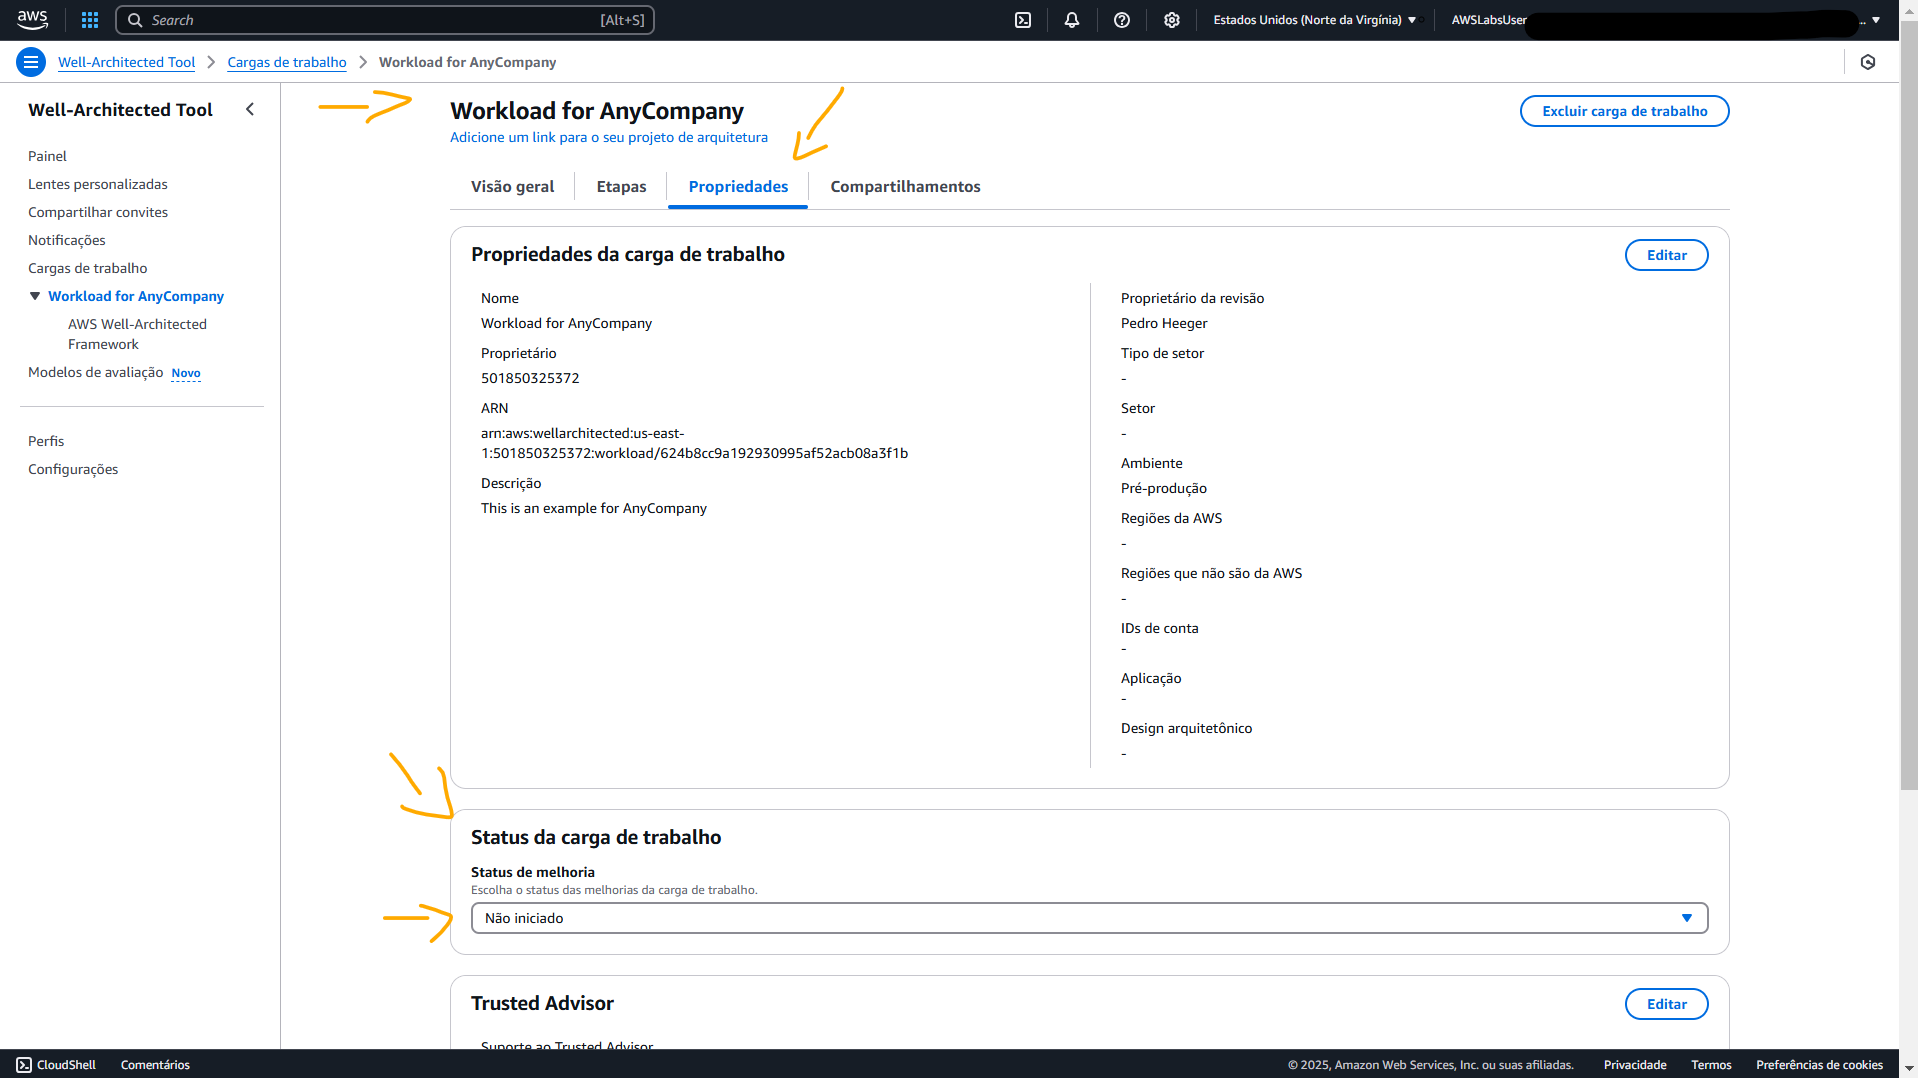 aws
Search [Alt+S]
Estados Unidos (Norte da Virgínia)
AWSLabsUser
...
Well-Architected Tool
Cargas de trabalho
Workload for AnyCompany
Well-Architected Tool
Painel
Lentes personalizadas
Compartilhar convites
Notificações
Cargas de trabalho
Workload for AnyCompany
AWS Well-Architected
Framework
Modelos de avaliação Novo
Perfis
Configurações
Workload for AnyCompany
Adicione um link para o seu projeto de arquitetura
Excluir carga de trabalho
Visão geral
Etapas
Propriedades
Compartilhamentos
Propriedades da carga de trabalho
Editar
Nome
Workload for AnyCompany
Proprietário
501850325372
ARN
arn:aws:wellarchitected:us-east-
1:501850325372:workload/624b8cc9a192930995af52acb08a3f1b
Descrição
This is an example for AnyCompany
Proprietário da revisão
Pedro Heeger
Tipo de setor
-
Setor
-
Ambiente
Pré-produção
Regiões da AWS
-
Regiões que não são da AWS
-
IDs de conta
-
Aplicação
-
Design arquitetônico
-
Status da carga de trabalho
Status de melhoria
Escolha o status das melhorias da carga de trabalho.
Não iniciado
Trusted Advisor
Editar
Suporte ao Trusted Advisor
CloudShell
Comentários
© 2025, Amazon Web Services, Inc. ou suas afiliadas.
Privacidade
Termos
Preferências de cookies